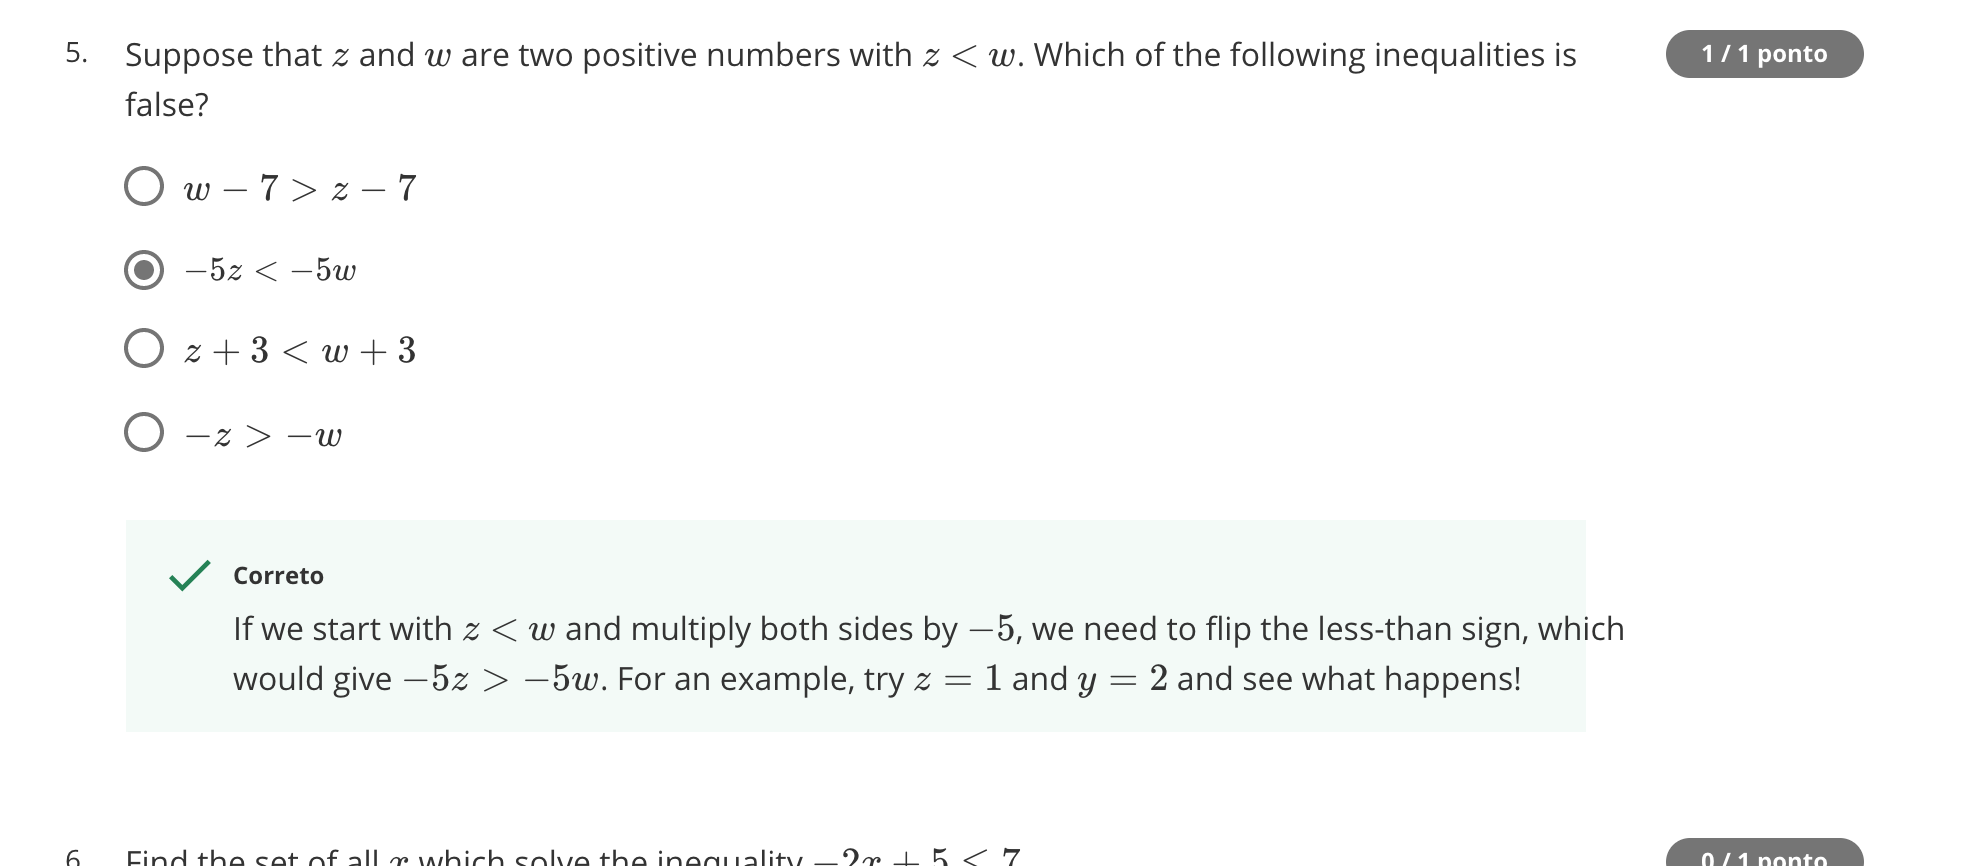 5. Suppose that z and w are two positive numbers with z < w. Which of the following inequalities is
1 / 1 ponto
false?
w − 7 > z − 7
−5z < −5w
z + 3 < w + 3
−z > −w
Correto
If we start with z < w and multiply both sides by −5, we need to flip the less-than sign, which
would give −5z > −5w. For an example, try z = 1 and y = 2 and see what happens!
6. Find the set of all x which solve the inequality −2x + 5
0 / 1 ponto